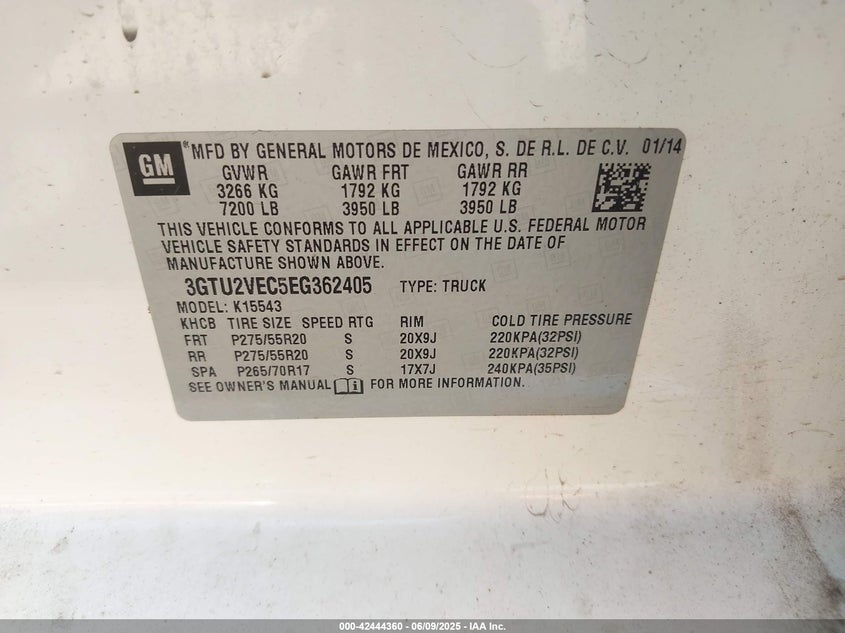 GM
*MFD BY GENERAL MOTORS DE MEXICO, S. DE R.L. DE C.V. 01/14
GVWR GAWR FRT GAWR RR
3266 KG 1792 KG 1792 KG
7200 LB 3950 LB 3950 LB
THIS VEHICLE CONFORMS TO ALL APPLICABLE U.S. FEDERAL MOTOR
VEHICLE SAFETY STANDARDS IN EFFECT ON THE DATE OF
MANUFACTURE SHOWN ABOVE.
3GTU2VEC5EG362405 TYPE: TRUCK
MODEL: K15543
KHCB TIRE SIZE SPEED RTG RIM COLD TIRE PRESSURE
FRT P275/55R20 S 20X9J 220KPA(32PSI)
RR P275/55R20 S 20X9J 220KPA(32PSI)
SPA P265/70R17 S 17X7J 240KPA(35PSI)
SEE OWNER'S MANUAL FOR MORE INFORMATION.
000-42444360 - 06/09/2025 - IAA Inc.